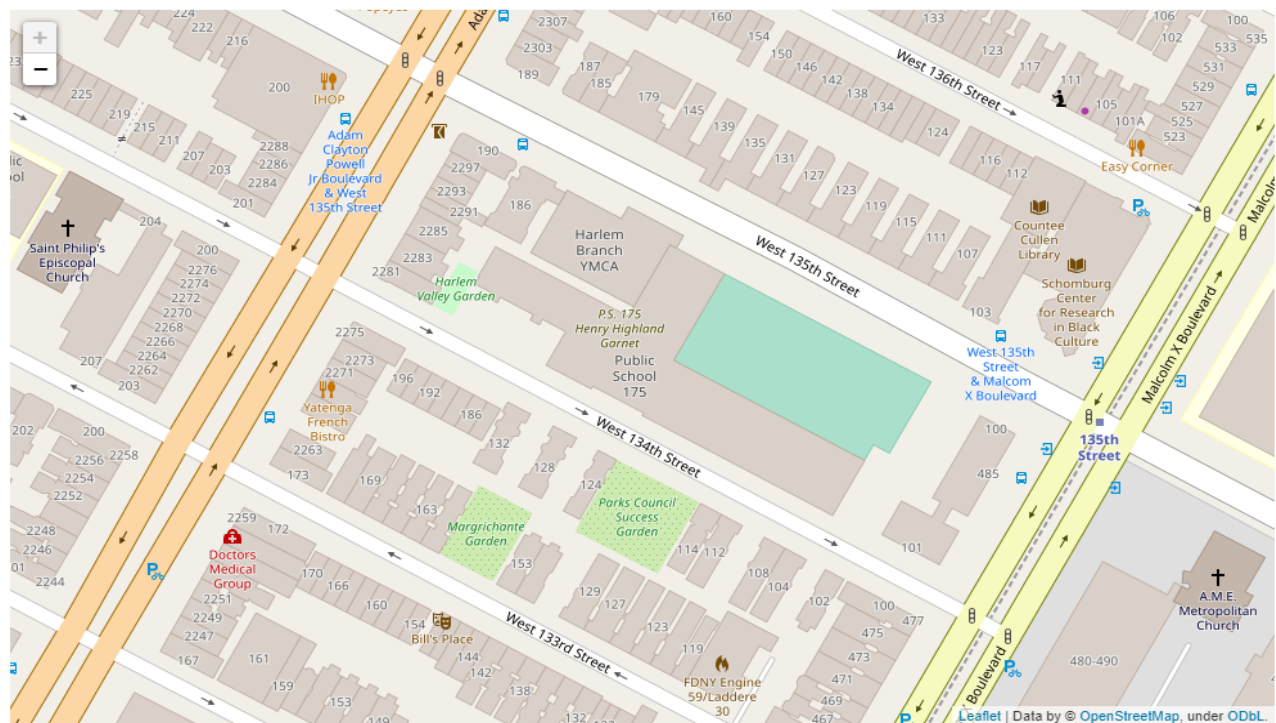 +
−
224
222
216
200
IHOP
225
219
215
211
207
203
201
2288
2286
2284
Adam
Clayton
Powell
Jr Boulevard
& West
135th Street
204
Saint Philip's
Episcopal
Church
200
2276
2274
2272
2270
2268
2266
2264
2262
207
203
2307
2303
189
187
185
179
145
139
135
131
127
123
119
115
111
107
103
154
150
146
142
138
134
124
116
112
133
123
117
111
105
101A
106
102
100
533
535
531
529
527
525
523
West 136th Street
Easy Corner
Countee
Cullen
Library
Schomburg
Center
for Research
in Black
Culture
190
2297
2293
2291
2285
2283
2281
186
Harlem
Branch
YMCA
Harlem
Valley Garden
P.S. 175
Henry Highland
Garnet
Public
School
175
West 135th Street
West 135th
Street
& Malcom
X Boulevard
Malcolm X Boulevard
135th
Street
100
485
101
2275
2271
2273
196
192
186
132
128
124
Yatenga
French
Bistro
2263
173
169
163
Margrichante
Garden
153
West 134th Street
Parks Council
Success
Garden
114
112
108
104
102
100
129
127
123
119
475
477
473
471
469
467
202
200
2256
2258
2254
2252
2248
2246
2244
2259
172
Doctors
Medical
Group
170
166
160
154
2251
2249
2247
167
161
159
153
Bill's Place
144
142
138
132
West 133rd Street
FDNY Engine
59/Laddere
30
A.M.E.
Metropolitan
Church
480-490
Leaflet | Data by © OpenStreetMap, under ODbL